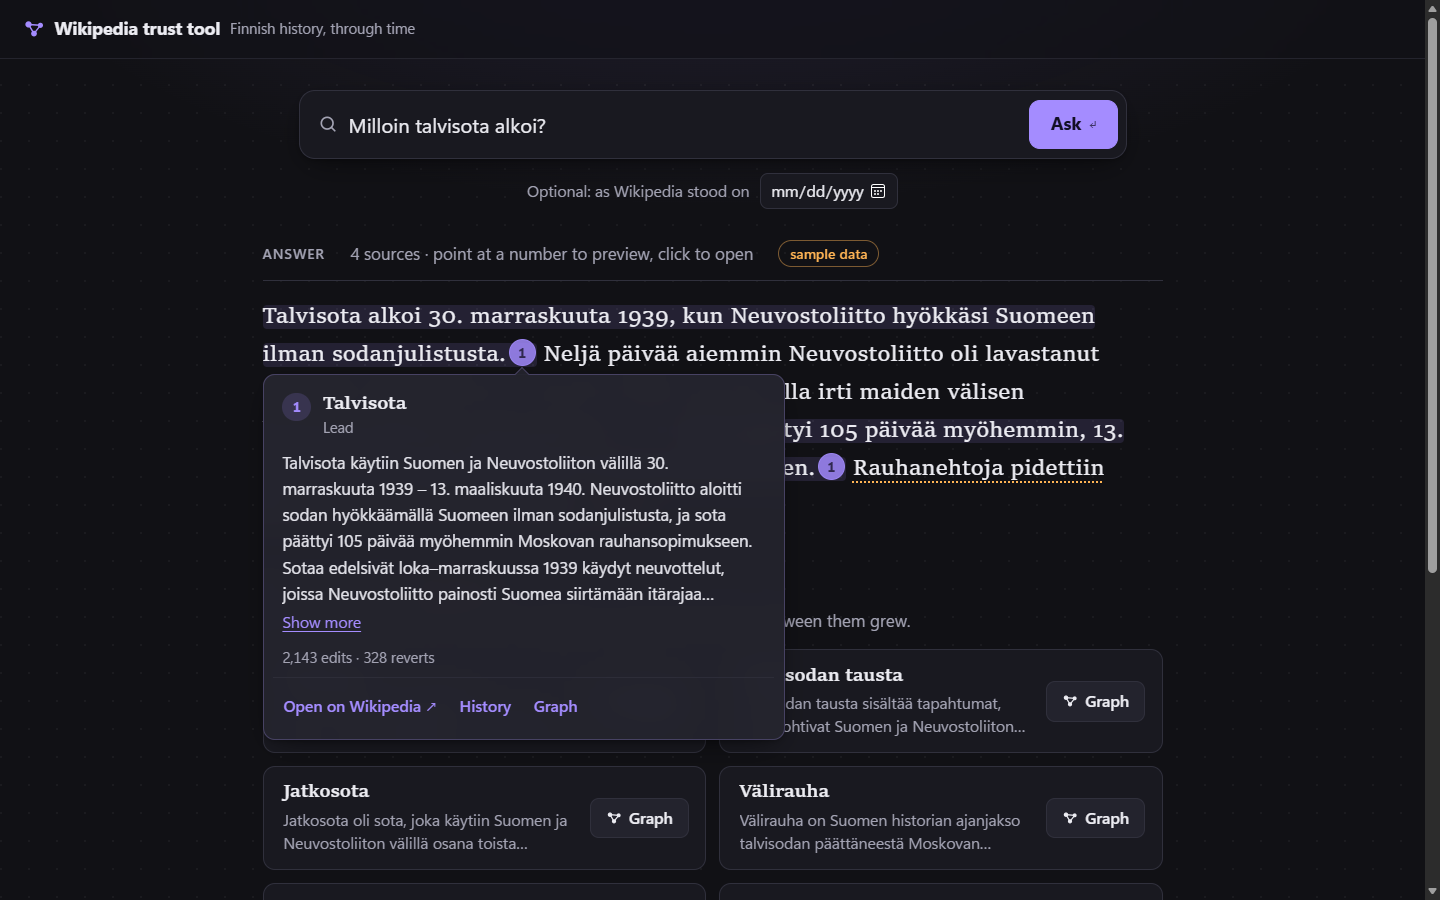 Wikipedia trust tool Finnish history, through time
Milloin talvisota alkoi?
Ask
Optional: as Wikipedia stood on mm/dd/yyyy
ANSWER 4 sources · point at a number to preview, click to open sample data
Talvisota alkoi 30. marraskuuta 1939, kun Neuvostoliitto hyökkäsi Suomeen
ilman sodanjulistusta. 1 Neljä päivää aiemmin Neuvostoliitto oli lavastanut
lla irti maiden välisen
tyi 105 päivää myöhemmin, 13.
en. 1 Rauhanehtoja pidettiin
1 Talvisota
Lead
Talvisota käytiin Suomen ja Neuvostoliiton välillä 30.
marraskuuta 1939 – 13. maaliskuuta 1940. Neuvostoliitto aloitti
sodan hyökkäämällä Suomeen ilman sodanjulistusta, ja sota
päättyi 105 päivää myöhemmin Moskovan rauhansopimukseen.
Sotaa edelsivät loka–marraskuussa 1939 käydyt neuvottelut,
joissa Neuvostoliitto painosti Suomea siirtämään itärajaa...
Show more
2,143 edits · 328 reverts
Open on Wikipedia ↗ History Graph
ween them grew.
sodan tausta
dan tausta sisältää tapahtumat,
ohtivat Suomen ja Neuvostoliiton...
Graph
Jatkosota
Jatkosota oli sota, joka käytiin Suomen ja
Neuvostoliiton välillä osana toista...
Graph
Välirauha
Välirauha on Suomen historian ajanjakso
talvisodan päättäneestä Moskovan...
Graph